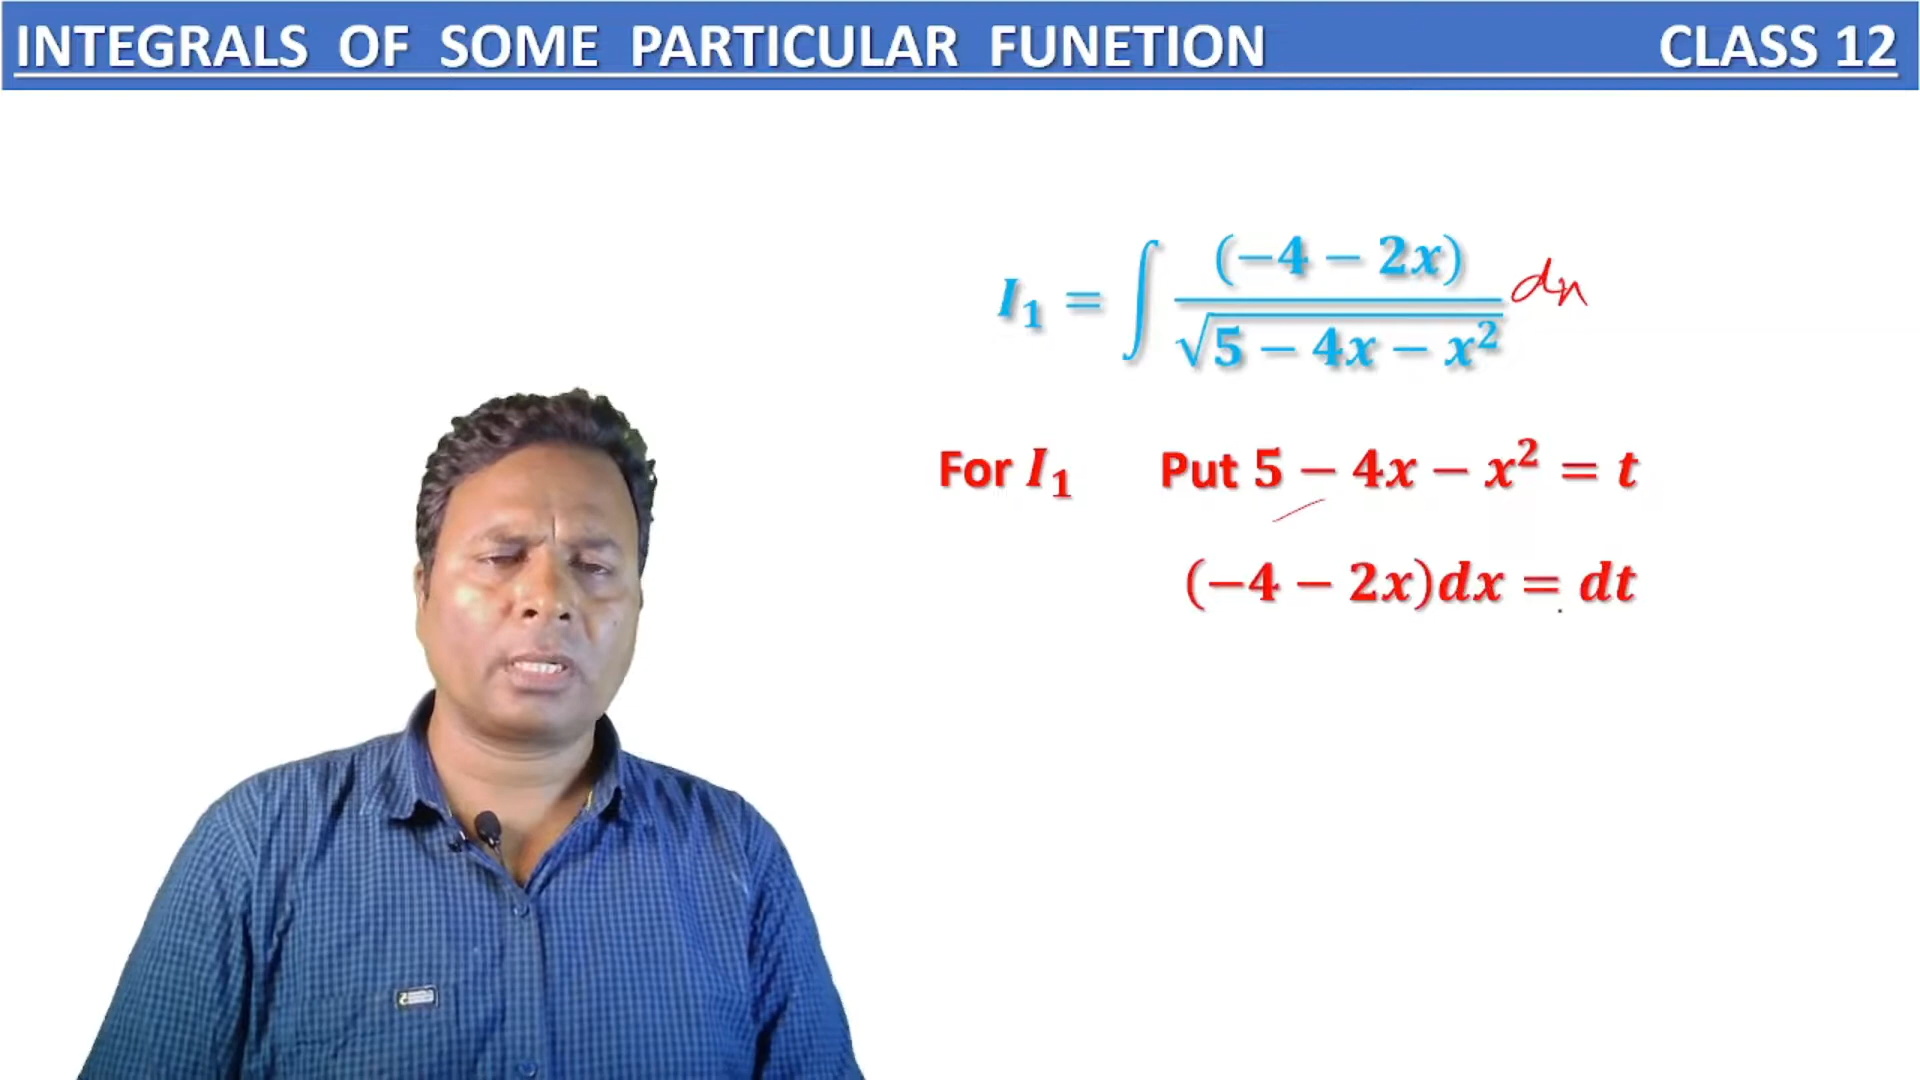 INTEGRALS OF SOME PARTICULAR FUNETION CLASS 12
I₁ = ∫ (−4 − 2x) / √(5 − 4x − x²) dx
For I₁ Put 5 − 4x − x² = t
(−4 − 2x)dx = dt